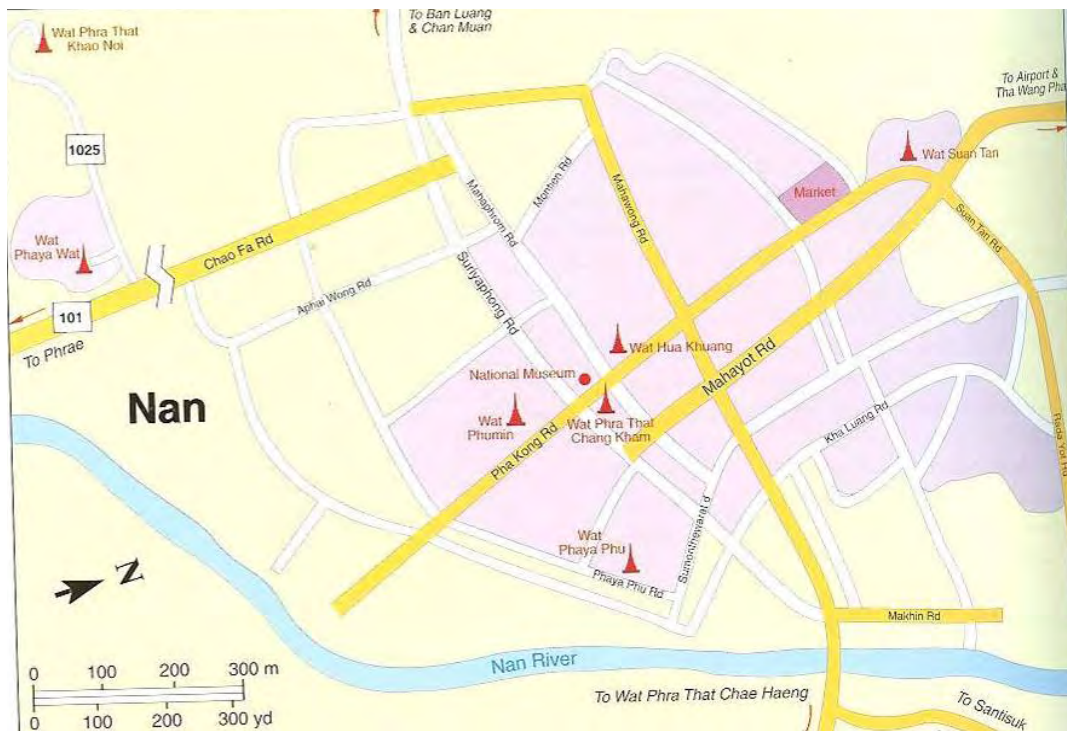 To Ban Luang
& Chan Muan
Wat Phra That
Khao Noi
To Airport &
Tha Wang Pha
1025
Wat Suan Tan
Market
Monhen Rd
Mahawong Rd
Mahaphrom Rd
Suan Tan Rd
Wat
Phaya Wat
Chao Fa Rd
Suriyaphong Rd
Aphai Wong Rd
101
To Phrae
Wat Hua Khuang
Mahayot Rd
National Museum
Nan
Wat
Phumin
Wat Phra That
Chang Kham
Pha Kong Rd
Kha Luang Rd
Sumonthewarat d
Wat
Phaya Phu
Phaya Phu Rd
N
Makhin Rd
Nan River
0 100 200 300 m
0 100 200 300 yd
To Wat Phra That Chae Haeng
To Santisuk